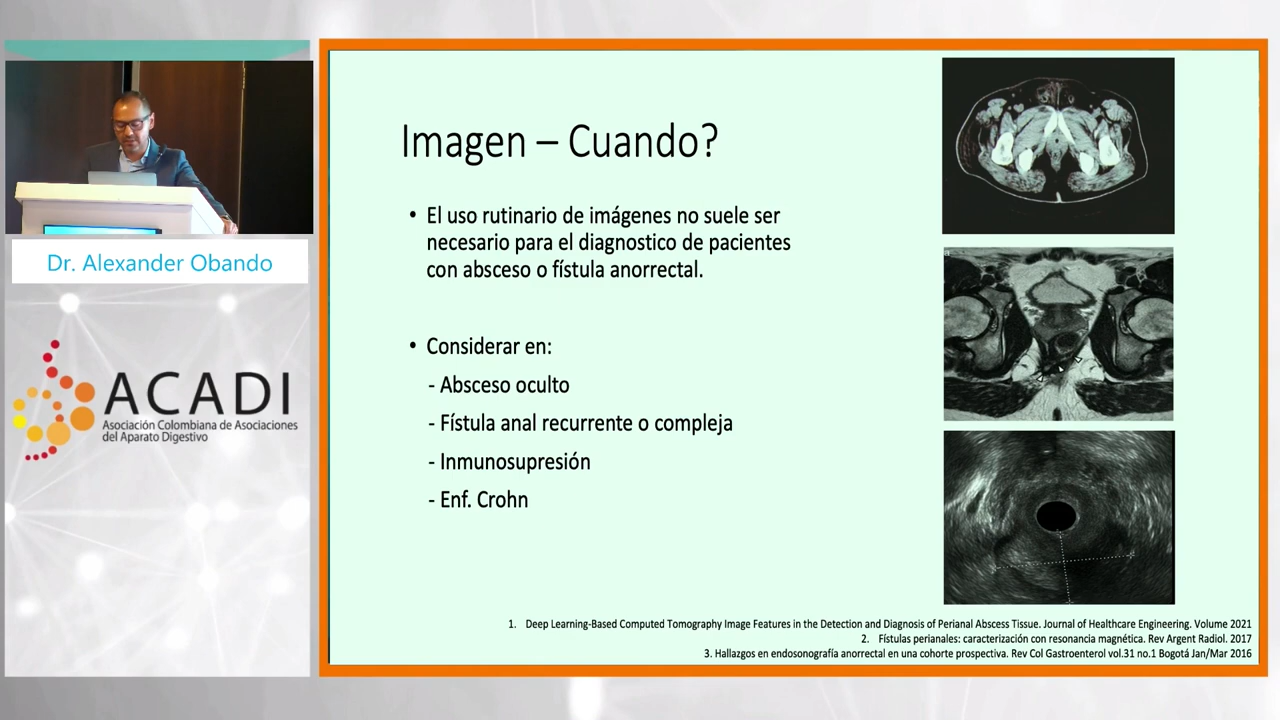 Dr. Alexander Obando
ACADI
Asociación Colombiana de Asociaciones
del Aparato Digestivo
Imagen – Cuando?
• El uso rutinario de imágenes no suele ser
necesario para el diagnostico de pacientes
con absceso o fístula anorrectal.
• Considerar en:
- Absceso oculto
- Fístula anal recurrente o compleja
- Inmunosupresión
- Enf. Crohn
1. Deep Learning-Based Computed Tomography Image Features in the Detection and Diagnosis of Perianal Abscess Tissue. Journal of Healthcare Engineering. Volume 2021
2. Fístulas perianales: caracterización con resonancia magnética. Rev Argent Radiol. 2017
3. Hallazgos en endosonografía anorrectal en una cohorte prospectiva. Rev Col Gastroenterol vol.31 no.1 Bogotá Jan/Mar 2016